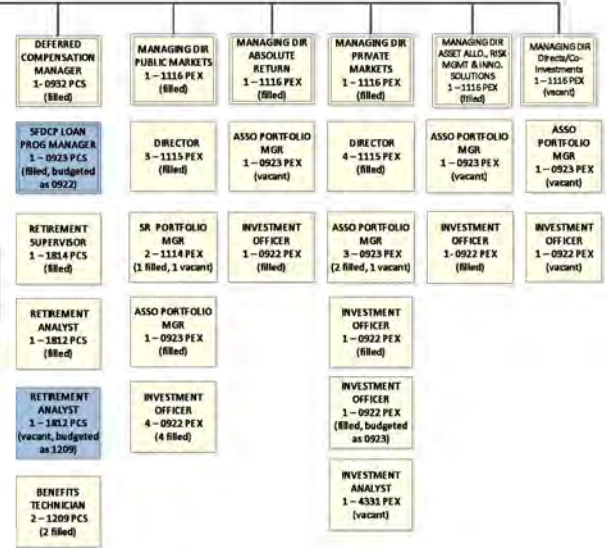 DEFERRED
COMPENSATION
MANAGER
1- 0932 PCS
(filled)
SFDCP LOAN
PROG MANAGER
1 – 0923 PCS
(filled, budgeted
as 0922)
RETIREMENT
SUPERVISOR
1 – 1814 PCS
(filled)
RETIREMENT
ANALYST
1 – 1812 PCS
(filled)
RETIREMENT
ANALYST
1 – 1812 PCS
(vacant, budgeted
as 1209)
BENEFITS
TECHNICIAN
2 – 1209 PCS
(2 filled)
MANAGING DIR
PUBLIC MARKETS
1 – 1116 PEX
(filled)
DIRECTOR
3 – 1115 PEX
(filled)
SR PORTFOLIO
MGR
2 – 1114 PEX
(1 filled, 1 vacant)
ASSO PORTFOLIO
MGR
1 – 0923 PEX
(filled)
INVESTMENT
OFFICER
4 – 0922 PEX
(4 filled)
MANAGING DIR
ABSOLUTE
RETURN
1 – 1116 PEX
(filled)
ASSO PORTFOLIO
MGR
1 – 0923 PEX
(vacant)
INVESTMENT
OFFICER
1 – 0922 PEX
(filled)
MANAGING DIR
PRIVATE
MARKETS
1 – 1116 PEX
(filled)
DIRECTOR
4 – 1115 PEX
(filled)
ASSO PORTFOLIO
MGR
3 – 0923 PEX
(2 filled, 1 vacant)
INVESTMENT
OFFICER
1 – 0922 PEX
(filled)
INVESTMENT
OFFICER
1 – 0922 PEX
(filled, budgeted
as 0923)
INVESTMENT
ANALYST
1 – 4331 PEX
(vacant)
MANAGING DIR
ASSET ALLO., RISK
MGMT & INNO.
SOLUTIONS
1 – 1116 PEX
(filled)
ASSO PORTFOLIO
MGR
1 – 0923 PEX
(vacant)
INVESTMENT
OFFICER
1- 0922 PEX
(filled)
MANAGING DIR
Directs/Co-
Investments
1 – 1116 PEX
(vacant)
ASSO
PORTFOLIO
MGR
1 – 0923 PEX
(vacant)
INVESTMENT
OFFICER
1 – 0922 PEX
(vacant)